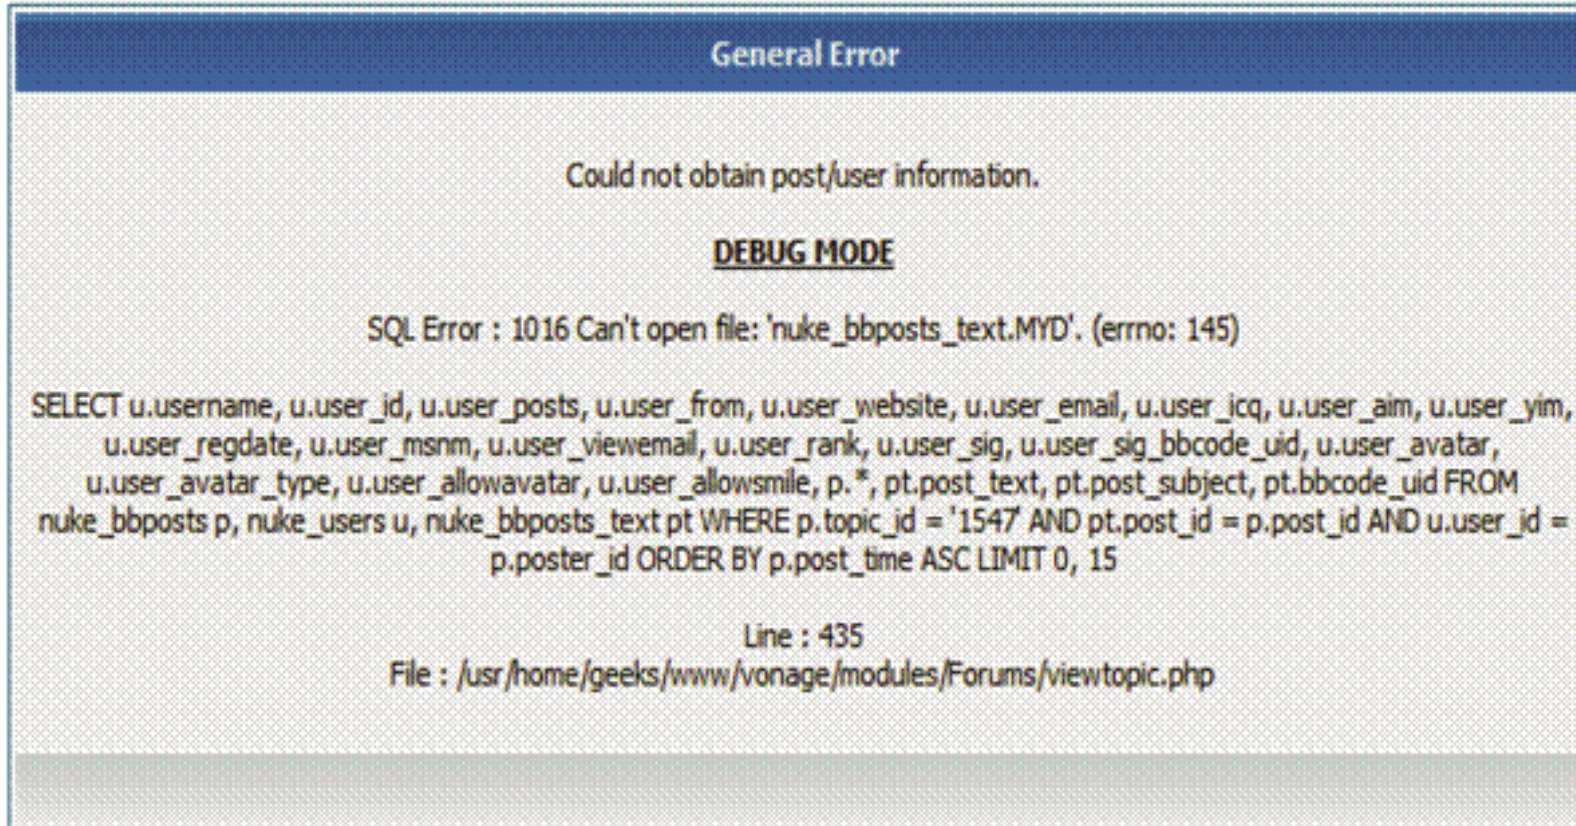 General Error
Could not obtain post/user information.
DEBUG MODE
SQL Error : 1016 Can't open file: 'nuke_bbposts_text.MYD'. (errno: 145)
SELECT u.username, u.user_id, u.user_posts, u.user_from, u.user_website, u.user_email, u.user_icq, u.user_aim, u.user_yim,
u.user_regdate, u.user_msnm, u.user_viewemail, u.user_rank, u.user_sig, u.user_sig_bbcode_uid, u.user_avatar,
u.user_avatar_type, u.user_allowavatar, u.user_allowsmile, p.*, pt.post_text, pt.post_subject, pt.bbcode_uid FROM
nuke_bbposts p, nuke_users u, nuke_bbposts_text pt WHERE p.topic_id = '1547' AND pt.post_id = p.post_id AND u.user_id =
p.poster_id ORDER BY p.post_time ASC LIMIT 0, 15
Line : 435
File : /usr/home/geeks/www/vonage/modules/Forums/viewtopic.php